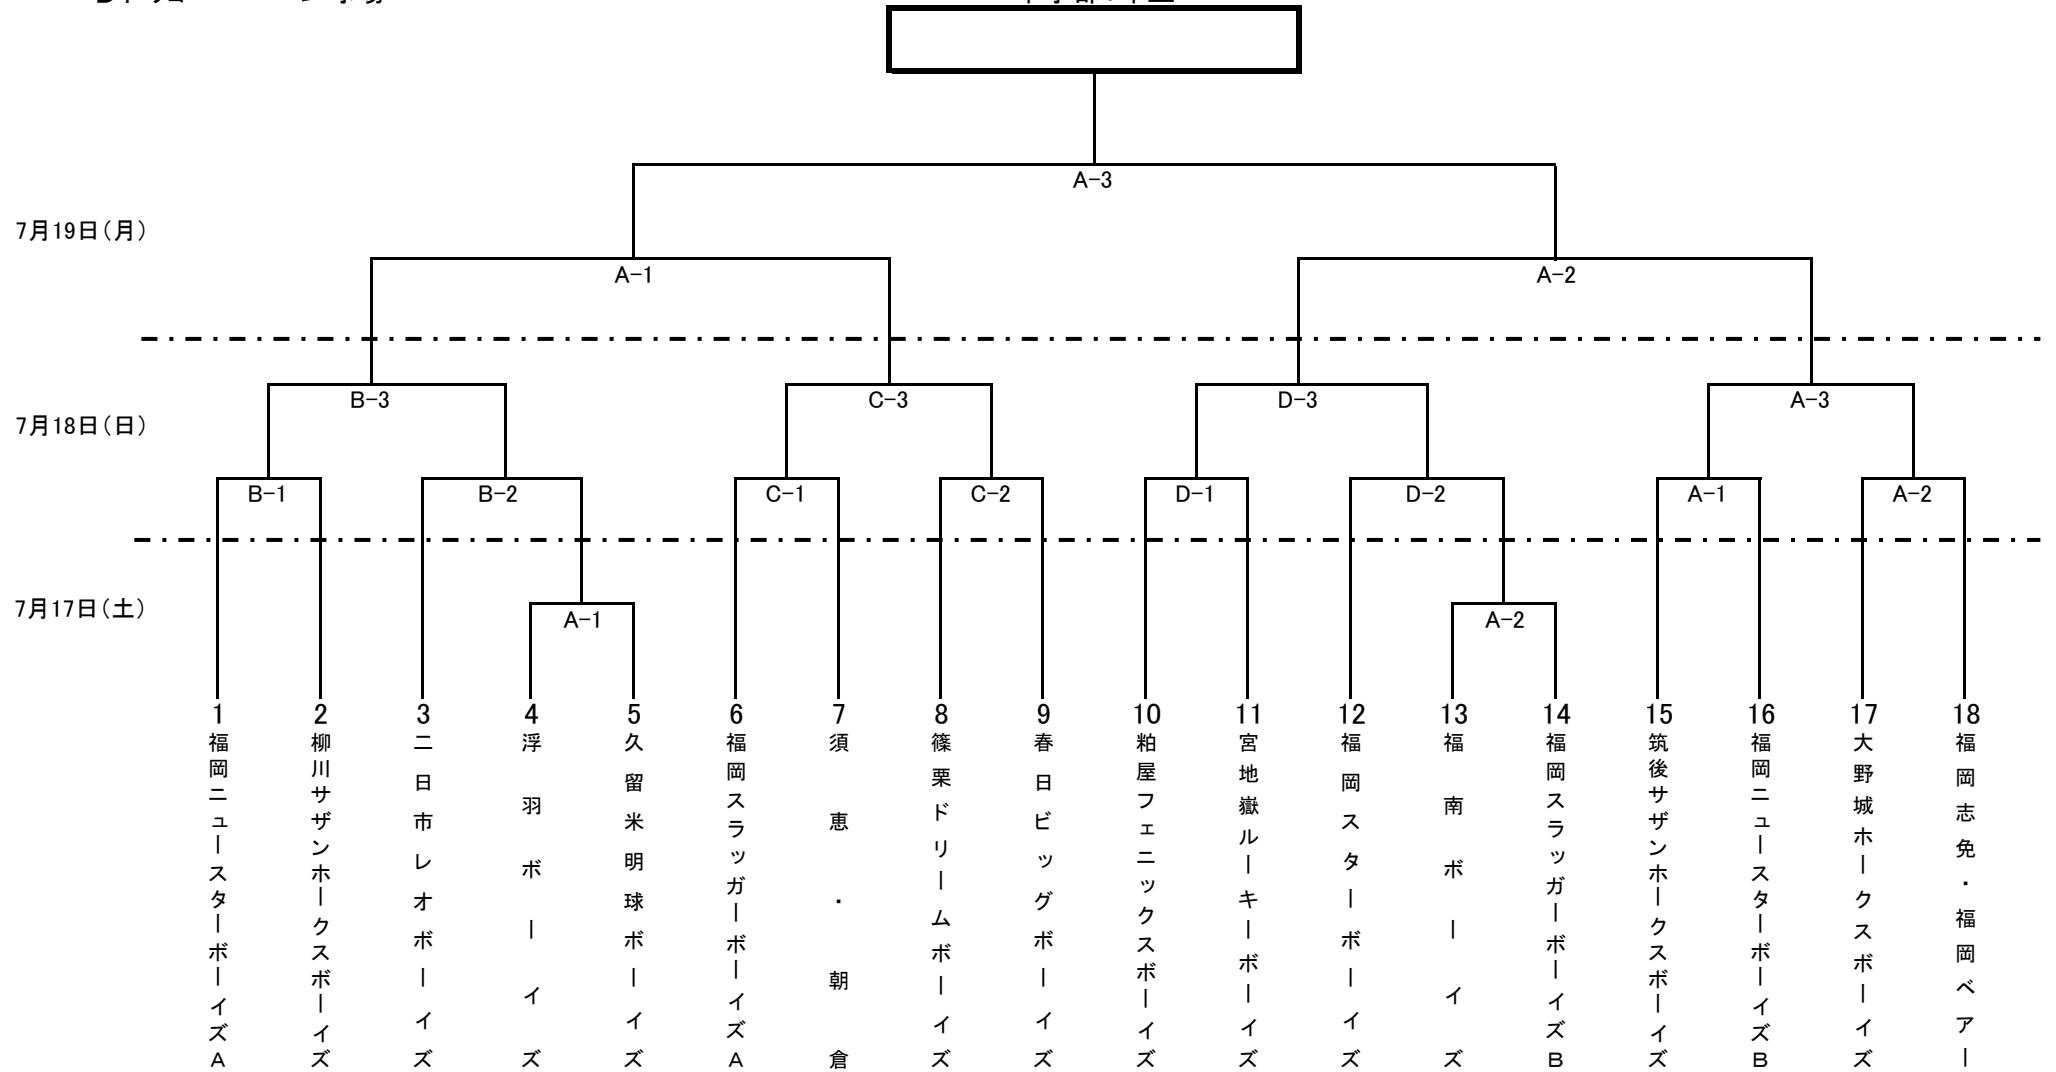 A-3
7月19日(月)
A-1
A-2
B-3
C-3
D-3
A-3
7月18日(日)
B-1
B-2
C-1
C-2
D-1
D-2
A-1
A-2
7月17日(土)
A-1
A-2
1
福岡ニュースターボーイズA
2
柳川サザンホークスボーイズ
3
二日市レオボーイズ
4
浮羽ボーイズ
5
久留米明球ボーイズ
6
福岡スラッガーボーイズA
7
須恵・朝倉
8
篠栗ドリームボーイズ
9
春日ビッグボーイズ
10
粕屋フェニックスボーイズ
11
宮地嶽ルーキーボーイズ
12
福岡スターボーイズ
13
福南ボーイズ
14
福岡スラッガーボーイズB
15
筑後サザンホークスボーイズ
16
福岡ニュースターボーイズB
17
大野城ホークスボーイズ
18
福岡志免・福岡ベアー